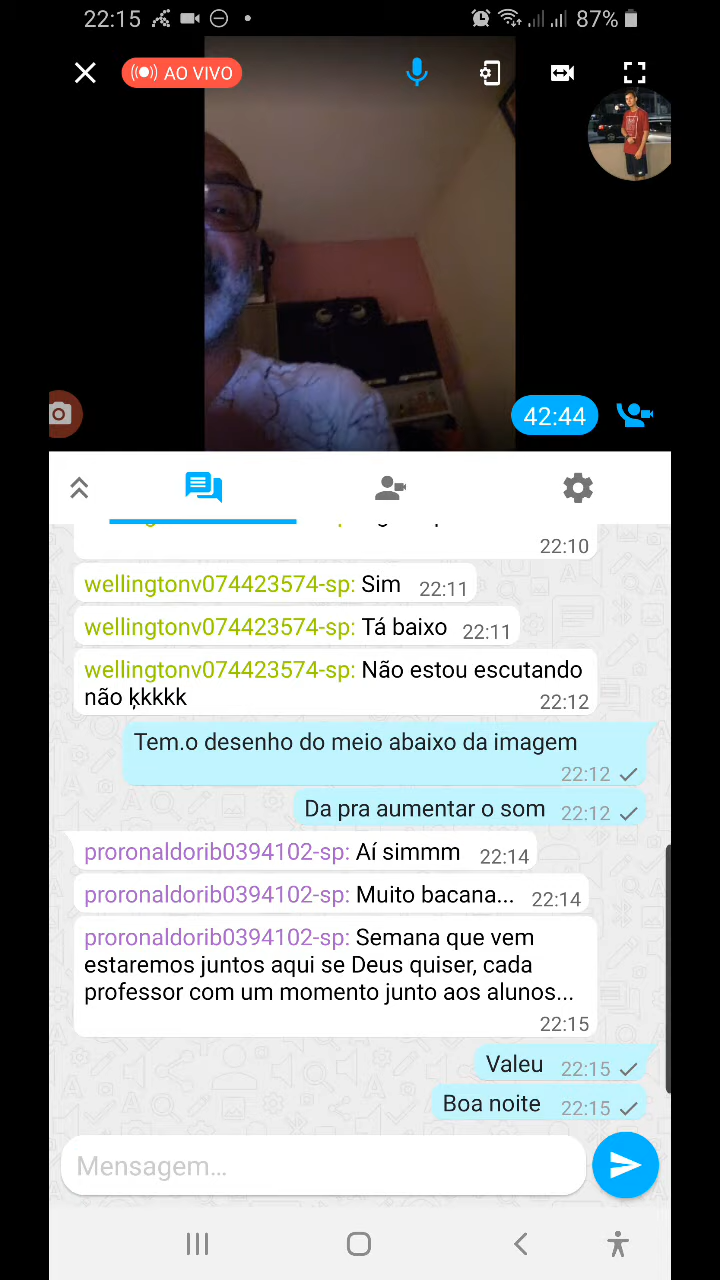 22:15
87%
AO VIVO
42:44
22:10
wellingtonv074423574-sp: Sim 22:11
wellingtonv074423574-sp: Tá baixo 22:11
wellingtonv074423574-sp: Não estou escutando
não ķkkkk 22:12
Tem.o desenho do meio abaixo da imagem
22:12
Da pra aumentar o som 22:12
proronaldorib0394102-sp: Aí simmm 22:14
proronaldorib0394102-sp: Muito bacana... 22:14
proronaldorib0394102-sp: Semana que vem
estaremos juntos aqui se Deus quiser, cada
professor com um momento junto aos alunos...
22:15
Valeu 22:15
Boa noite 22:15
Mensagem...